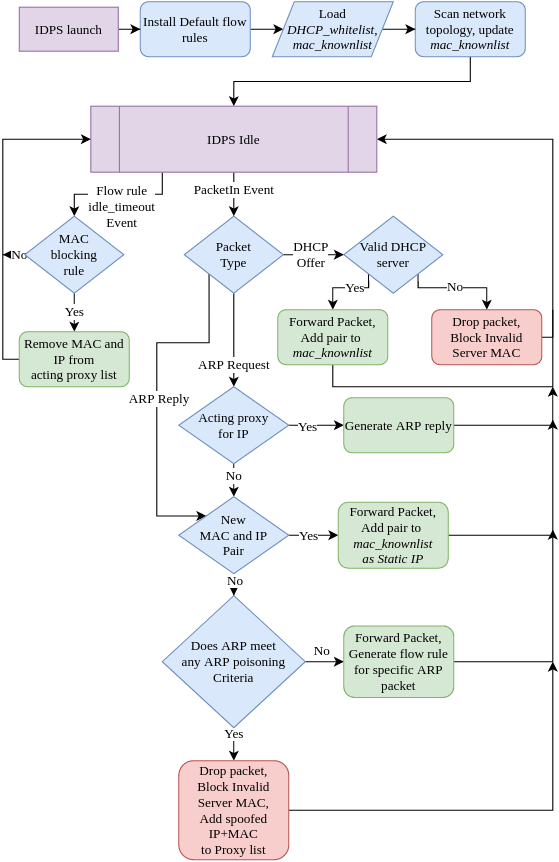 IDPS launch
Install Default flow
rules
Load
DHCP_whitelist,
mac_knownlist
Scan network
topology, update
mac_knownlist
IDPS Idle
Flow rule
idle_timeout
Event
PacketIn Event
MAC
blocking
rule
No
Yes
Remove MAC and
IP from
acting proxy list
Packet
Type
DHCP
Offer
Valid DHCP
server
Yes
No
Forward Packet,
Add pair to
mac_knownlist
Drop packet,
Block Invalid
Server MAC
ARP Request
ARP Reply
Acting proxy
for IP
Yes
Generate ARP reply
No
New
MAC and IP
Pair
Yes
Forward Packet,
Add pair to
mac_knownlist
as Static IP
No
Does ARP meet
any ARP poisoning
Criteria
No
Forward Packet,
Generate flow rule
for specific ARP
packet
Yes
Drop packet,
Block Invalid
Server MAC,
Add spoofed
IP+MAC
to Proxy list